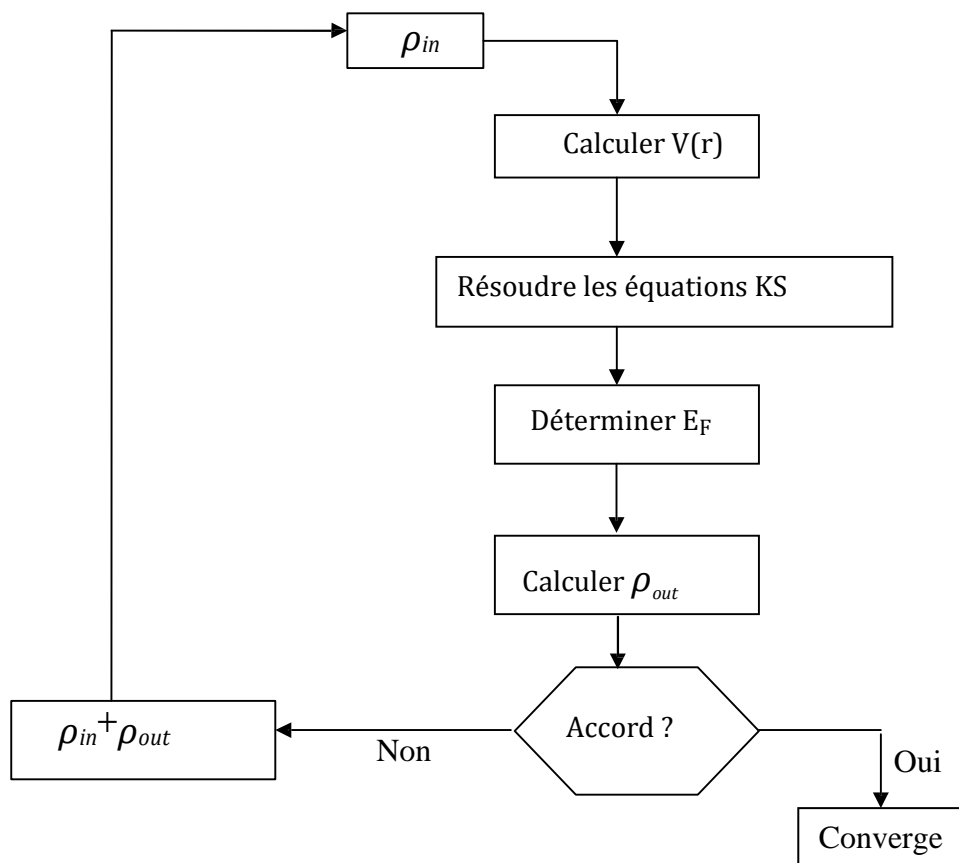 ρin
Calculer V(r)
Résoudre les équations KS
Déterminer EF
Calculer ρout
Accord ?
Non
ρin+ρout
Oui
Converge